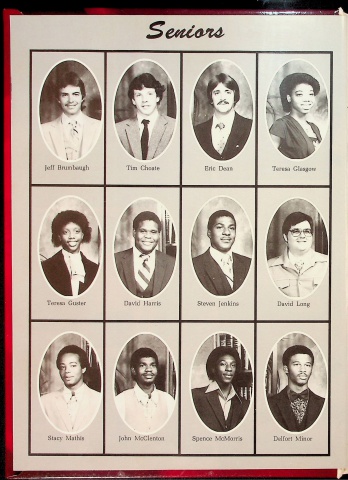 Seniors
Jeff Brumbaugh Tim Choate Eric Dean Teresa Glasgow
Teresa Guster David Harris Steven Jenkins David Long
Stacy Mathis John McClenton Spence McMorris Delfort Minor